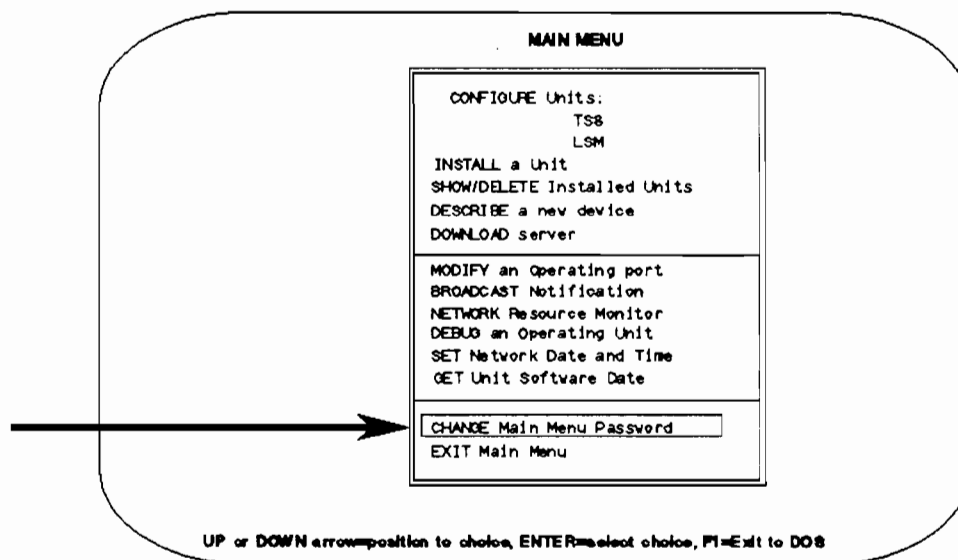 MAIN MENU
CONFIGURE Units:
TS8
LSM
INSTALL a Unit
SHOW/DELETE Installed Units
DESCRIBE a new device
DOWNLOAD server
MODIFY an Operating port
BROADCAST Notification
NETWORK Resource Monitor
DEBUG an Operating Unit
SET Network Date and Time
GET Unit Software Date
CHANGE Main Menu Password
EXIT Main Menu
UP or DOWN arrow=position to choice, ENTER=select choice, F1=Exit to DOS